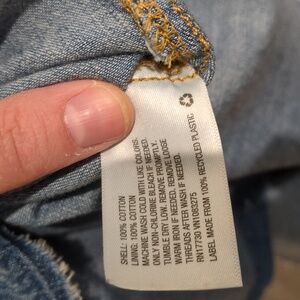 SHELL: 100% COTTON
LINING: 100% COTTON
MACHINE WASH COLD WITH LIKE COLORS.
ONLY NON-CHLORINE BLEACH IF NEEDED.
TUMBLE DRY LOW. REMOVE PROMPTLY.
WARM IRON IF NEEDED. REMOVE LOOSE
THREADS AFTER WASH IF NEEDED.
RN17730 VN1083275
LABEL MADE FROM 100% RECYCLED PLASTIC